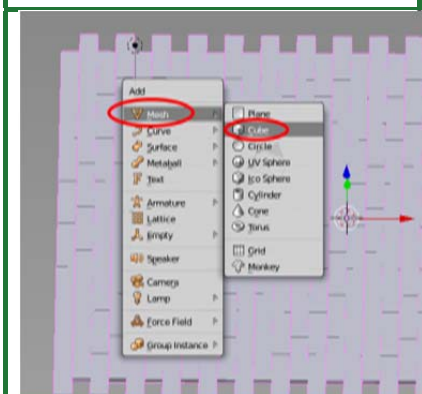 Add
Mesh
Curve
Surface
Metaball
Text
Armature
Lattice
Empty
Speaker
Camera
Lamp
Force Field
Group Instance
Plane
Cube
Circle
UV Sphere
Ico Sphere
Cylinder
Cone
Torus
Grid
Monkey